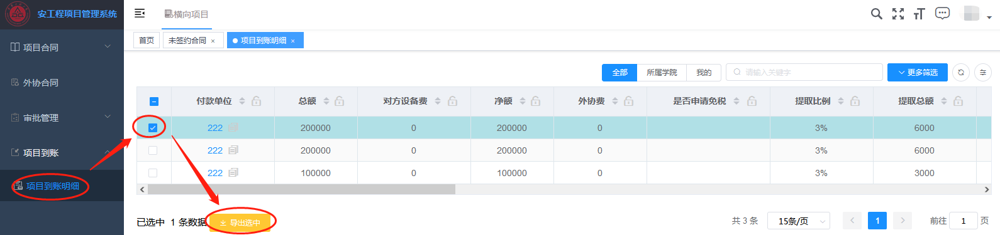 安工程项目管理系统
横向项目
项目合同
外协合同
审批管理
项目到账
项目到账明细
首页
未签约合同 ×
项目到账明细 ×
全部
所属学院
我的
请输入关键字
更多筛选
付款单位 总额 对方设备费 净额 外协费 是否申请免税 提取比例 提取总额
222 200000 0 200000 0 3% 6000
222 200000 0 200000 0 3% 6000
222 100000 0 100000 0 3% 3000
已选中 1 条数据
导出选中
共 3 条
15条/页
1
前往 1 页